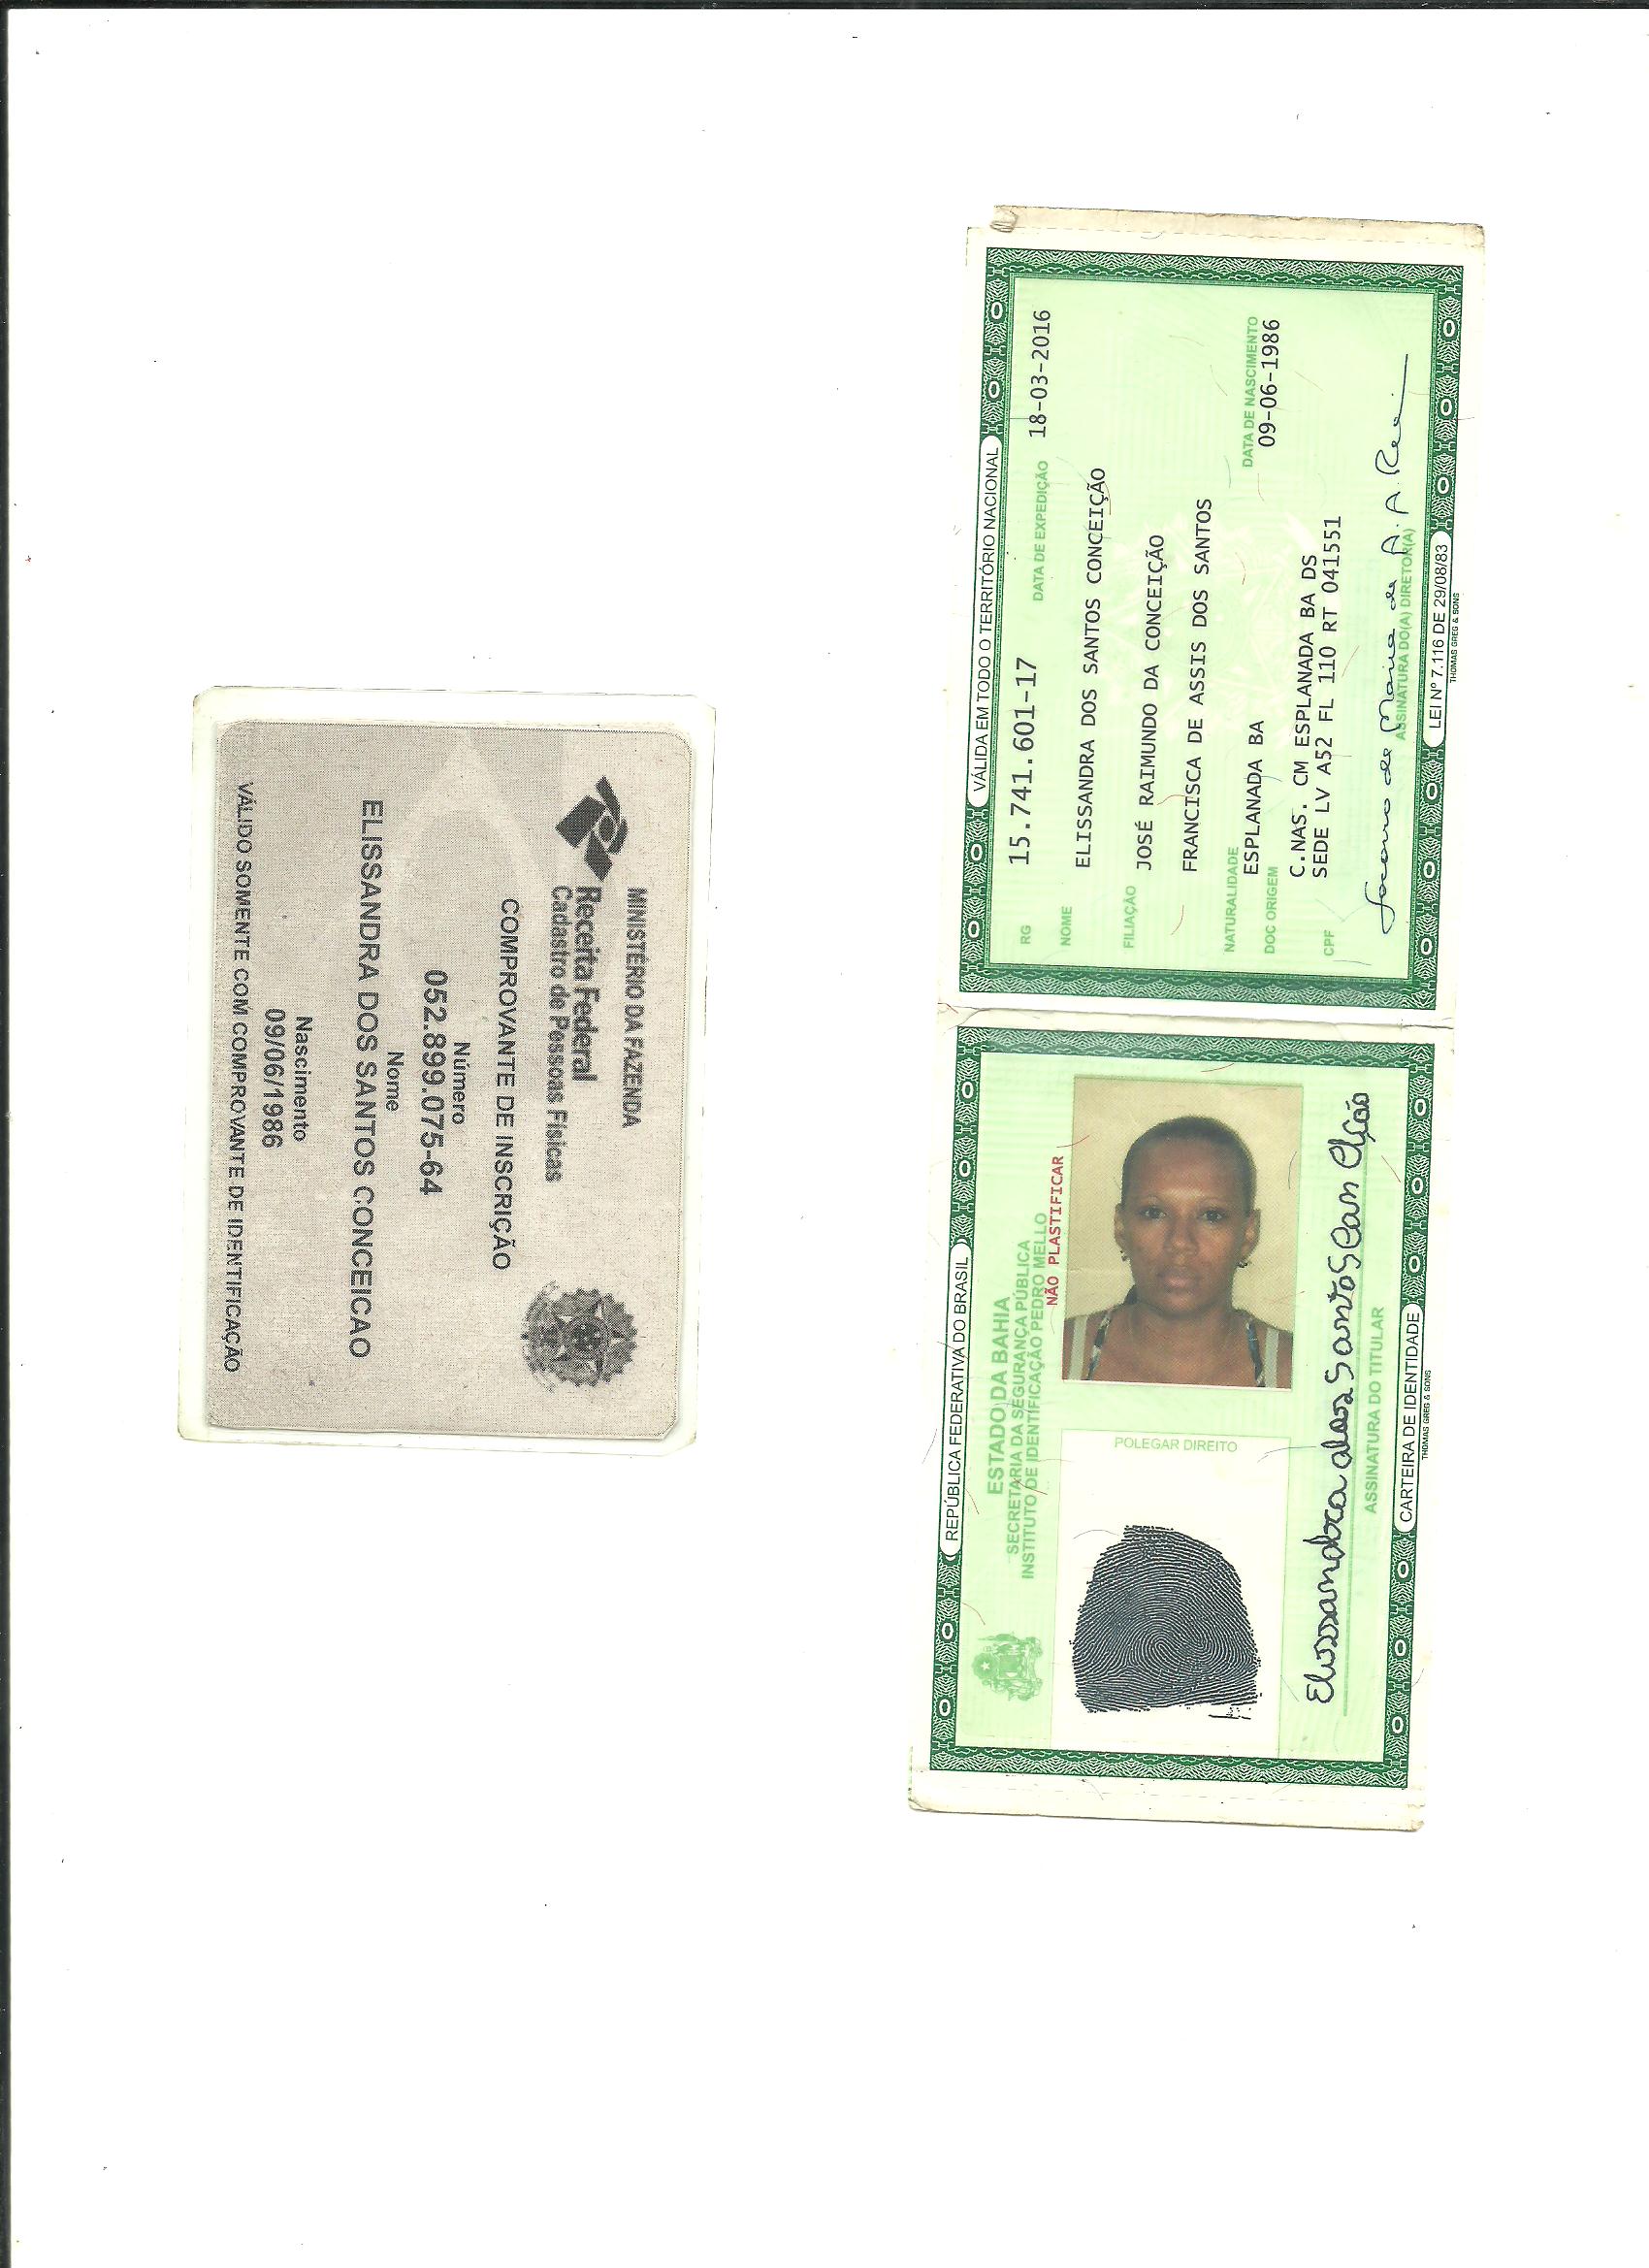 MINISTÉRIO DA FAZENDA
Receita Federal
Cadastro de Pessoas Físicas
COMPROVANTE DE INSCRIÇÃO
Número
052.899.075-64
Nome
ELISSANDRA DOS SANTOS CONCEICAO
Nascimento
09/06/1986
VÁLIDO SOMENTE COM COMPROVANTE DE IDENTIFICAÇÃO
REPÚBLICA FEDERATIVA DO BRASIL
ESTADO DA BAHIA
SECRETARIA DA SEGURANÇA PÚBLICA
INSTITUTO DE IDENTIFICAÇÃO PEDRO MELLO
NÃO PLASTIFICAR
POLEGAR DIREITO
Elissandra dos Santos
ASSINATURA DO TITULAR
CARTEIRA DE IDENTIDADE
THOMAS GREG & SONS
VÁLIDA EM TODO O TERRITÓRIO NACIONAL
RG 15.741.601-17 DATA DE EXPEDIÇÃO 18-03-2016
NOME
ELISSANDRA DOS SANTOS CONCEIÇÃO
FILIAÇÃO
JOSÉ RAIMUNDO DA CONCEIÇÃO
FRANCISCA DE ASSIS DOS SANTOS
NATURALIDADE
ESPLANADA BA
DATA DE NASCIMENTO
09-06-1986
DOC ORIGEM
C.NAS. CM ESPLANADA BA DS
SEDE LV A52 FL 110 RT 041551
CPF
Socorro de Maria de A. A.
ASSINATURA DO(A) DIRETOR(A)
LEI Nº 7.116 DE 29/08/83
THOMAS GREG & SONS